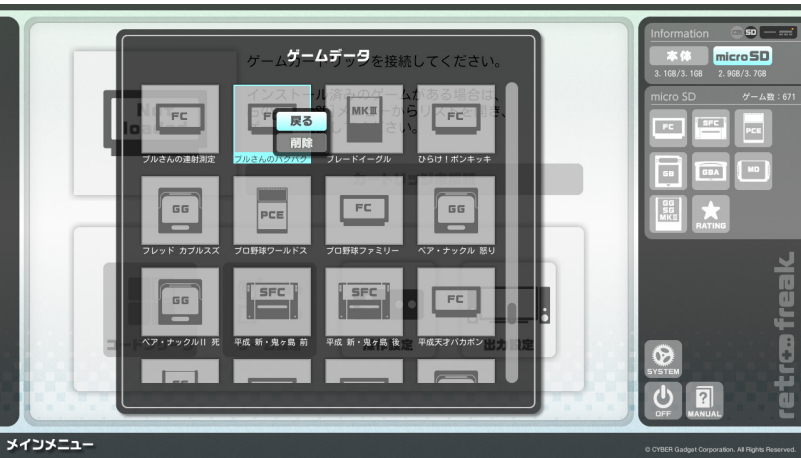 ゲームデータ
ゲームカートリッジを接続してください。
インストール済みのゲームがある場合は、
FC
FC
MKⅢ
FC
戻る
削除
ブルさんの連射測定
ブルさんのパクパク
ブレードイーグル
ひらけ!ポンキッキ
GG
PCE
FC
GG
フレッド カプルスズ
プロ野球ワールドス
プロ野球ファミリー
ベア・ナックル 怒り
GG
SFC
SFC
FC
ベア・ナックルII 死
平成 新・鬼ヶ島 前
平成 新・鬼ヶ島 後
平成天才バカボン
出力設定
メインメニュー
Information
SD
本体
microSD
3.1GB/3.1GB
2.9GB/3.7GB
micro SD
ゲーム数:671
FC
SFC
PCE
GB
GBA
MD
GG
SG
MKⅢ
RATING
retrofreak
SYSTEM
OFF
MANUAL
© CYBER Gadget Corporation. All Rights Reserved.